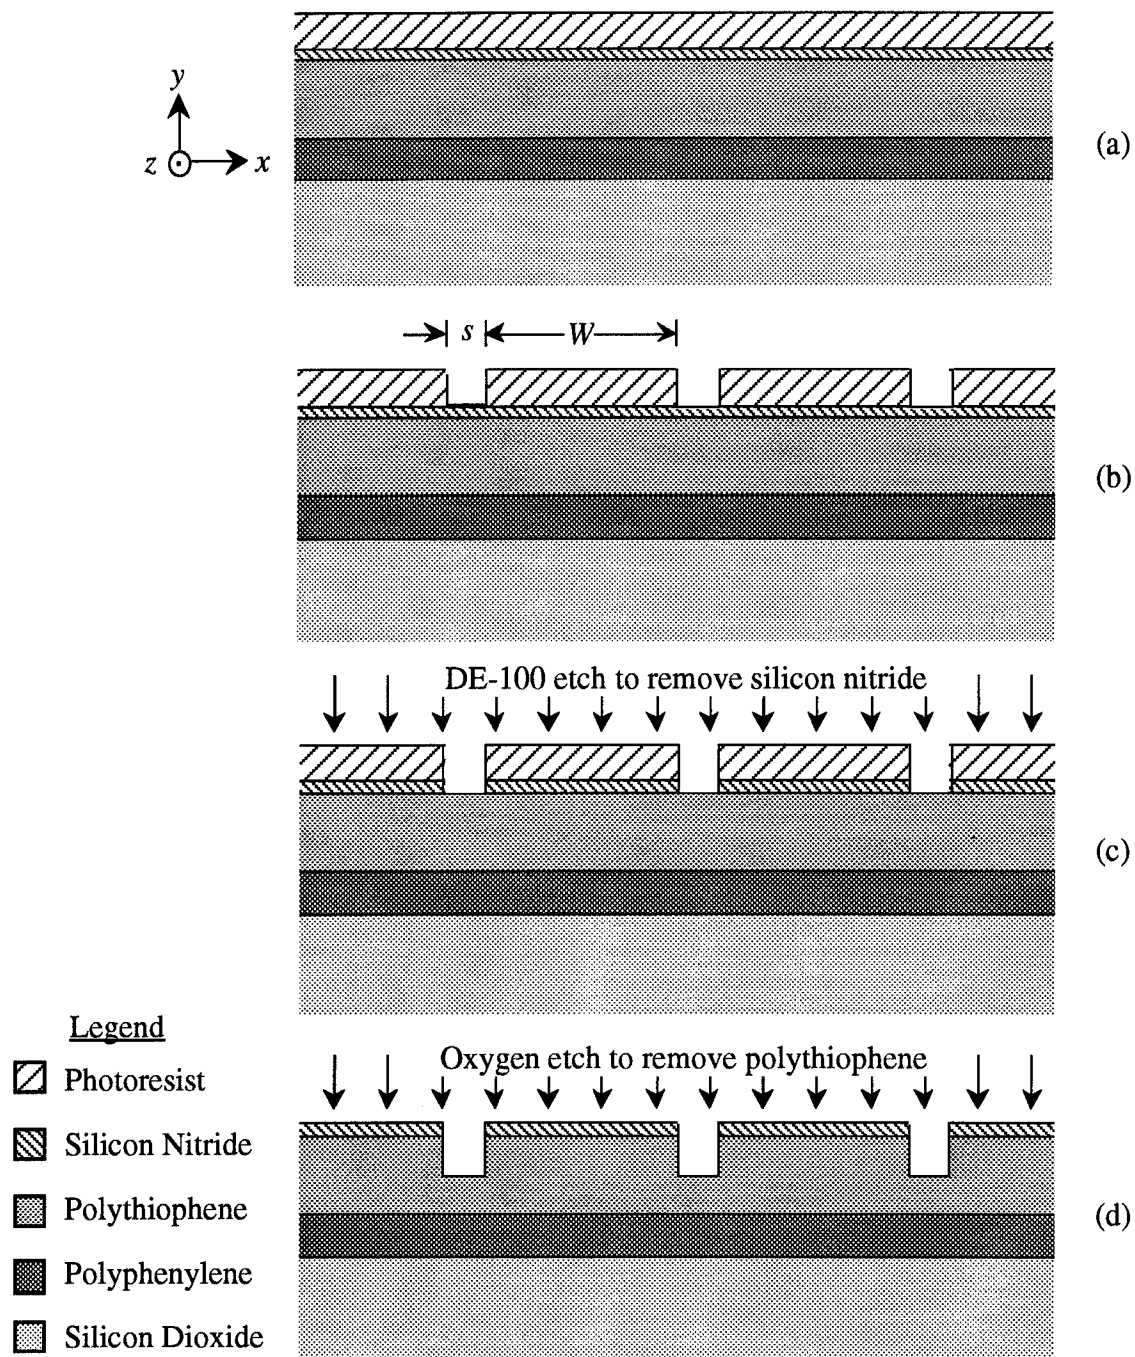 y
z
x
(a)
s
W
(b)
DE-100 etch to remove silicon nitride
(c)
Legend
Photoresist
Silicon Nitride
Polythiophene
Polyphenylene
Silicon Dioxide
Oxygen etch to remove polythiophene
(d)